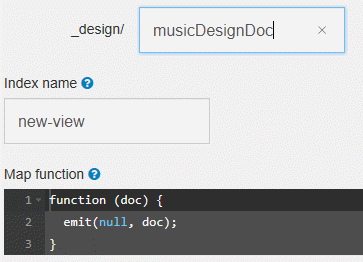 _design/ musicDesignDoc ×
Index name ?
new-view
Map function ?
1 function (doc) {
2 emit(null, doc);
3 }